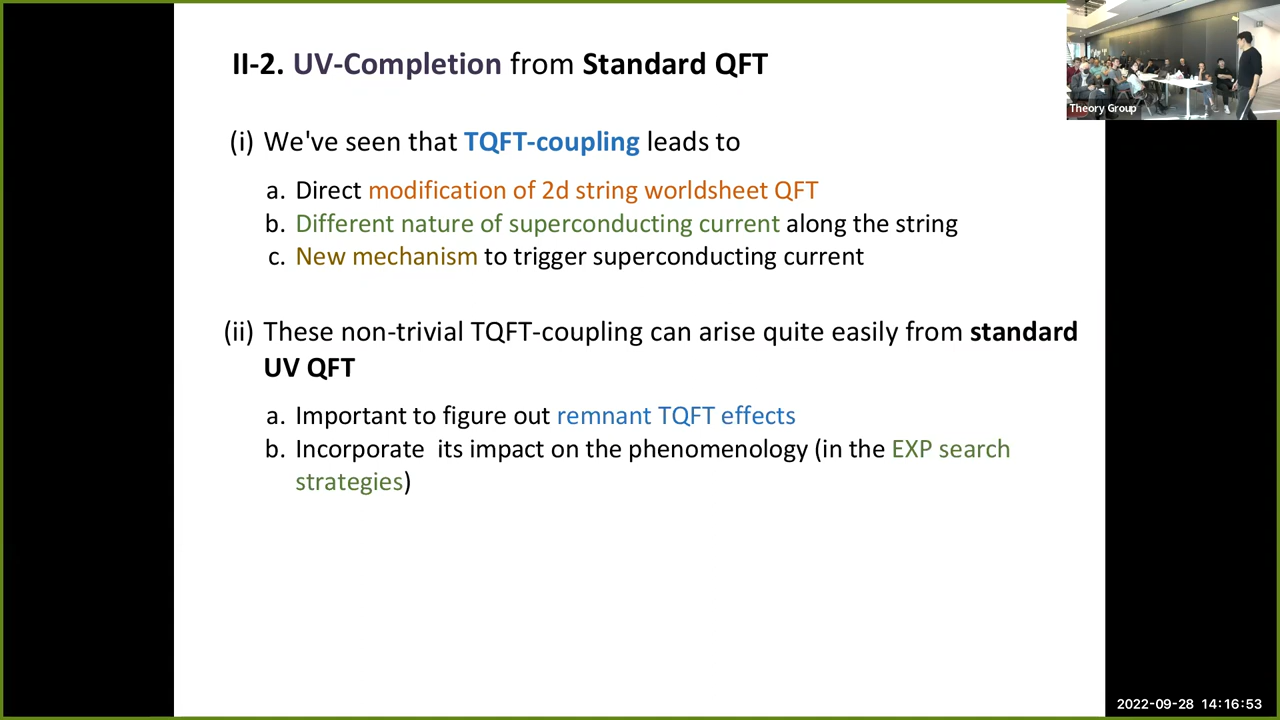 II-2. UV-Completion from Standard QFT
Theory Group
(i) We've seen that TQFT-coupling leads to
a. Direct modification of 2d string worldsheet QFT
b. Different nature of superconducting current along the string
c. New mechanism to trigger superconducting current
(ii) These non-trivial TQFT-coupling can arise quite easily from standard
UV QFT
a. Important to figure out remnant TQFT effects
b. Incorporate its impact on the phenomenology (in the EXP search
strategies)
2022-09-28 14:16:53